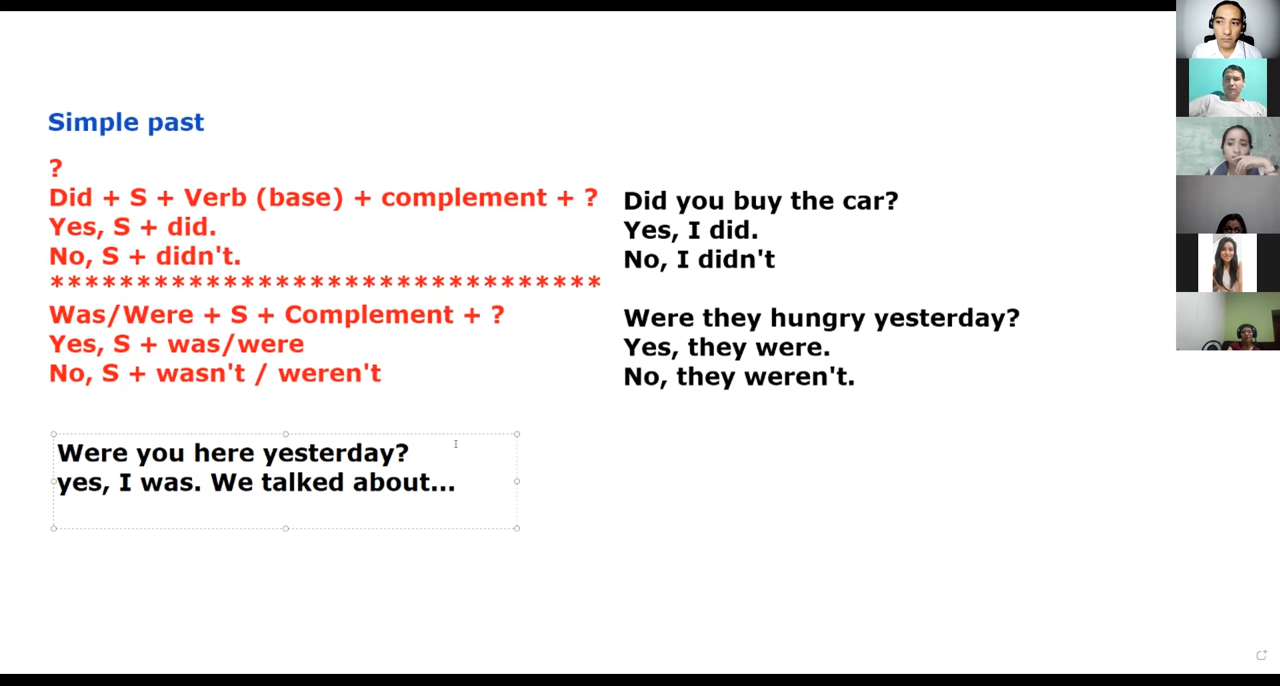 Simple past
?
Did + S + Verb (base) + complement + ?
Yes, S + did.
No, S + didn't.
**********************************
Was/Were + S + Complement + ?
Yes, S + was/were
No, S + wasn't / weren't
Did you buy the car?
Yes, I did.
No, I didn't
Were they hungry yesterday?
Yes, they were.
No, they weren't.
Were you here yesterday?
yes, I was. We talked about...